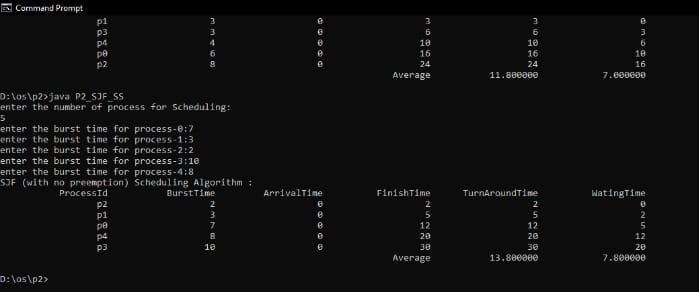 Command Prompt
p1 3 0 3 3 0
p3 3 0 6 6 3
p4 4 0 10 10 6
p0 6 0 16 16 10
p2 8 0 24 24 16
Average 11.800000 7.000000
D:\os\p2>java P2_SJF_SS
enter the number of process for Scheduling:
5
enter the burst time for process-0:7
enter the burst time for process-1:3
enter the burst time for process-2:2
enter the burst time for process-3:10
enter the burst time for process-4:8
SJF (with no preemption) Scheduling Algorithm :
ProcessId BurstTime ArrivalTime FinishTime TurnAroundTime WatingTime
p2 2 0 2 2 0
p1 3 0 5 5 2
p0 7 0 12 12 5
p4 8 0 20 20 12
p3 10 0 30 30 20
Average 13.800000 7.800000
D:\os\p2>